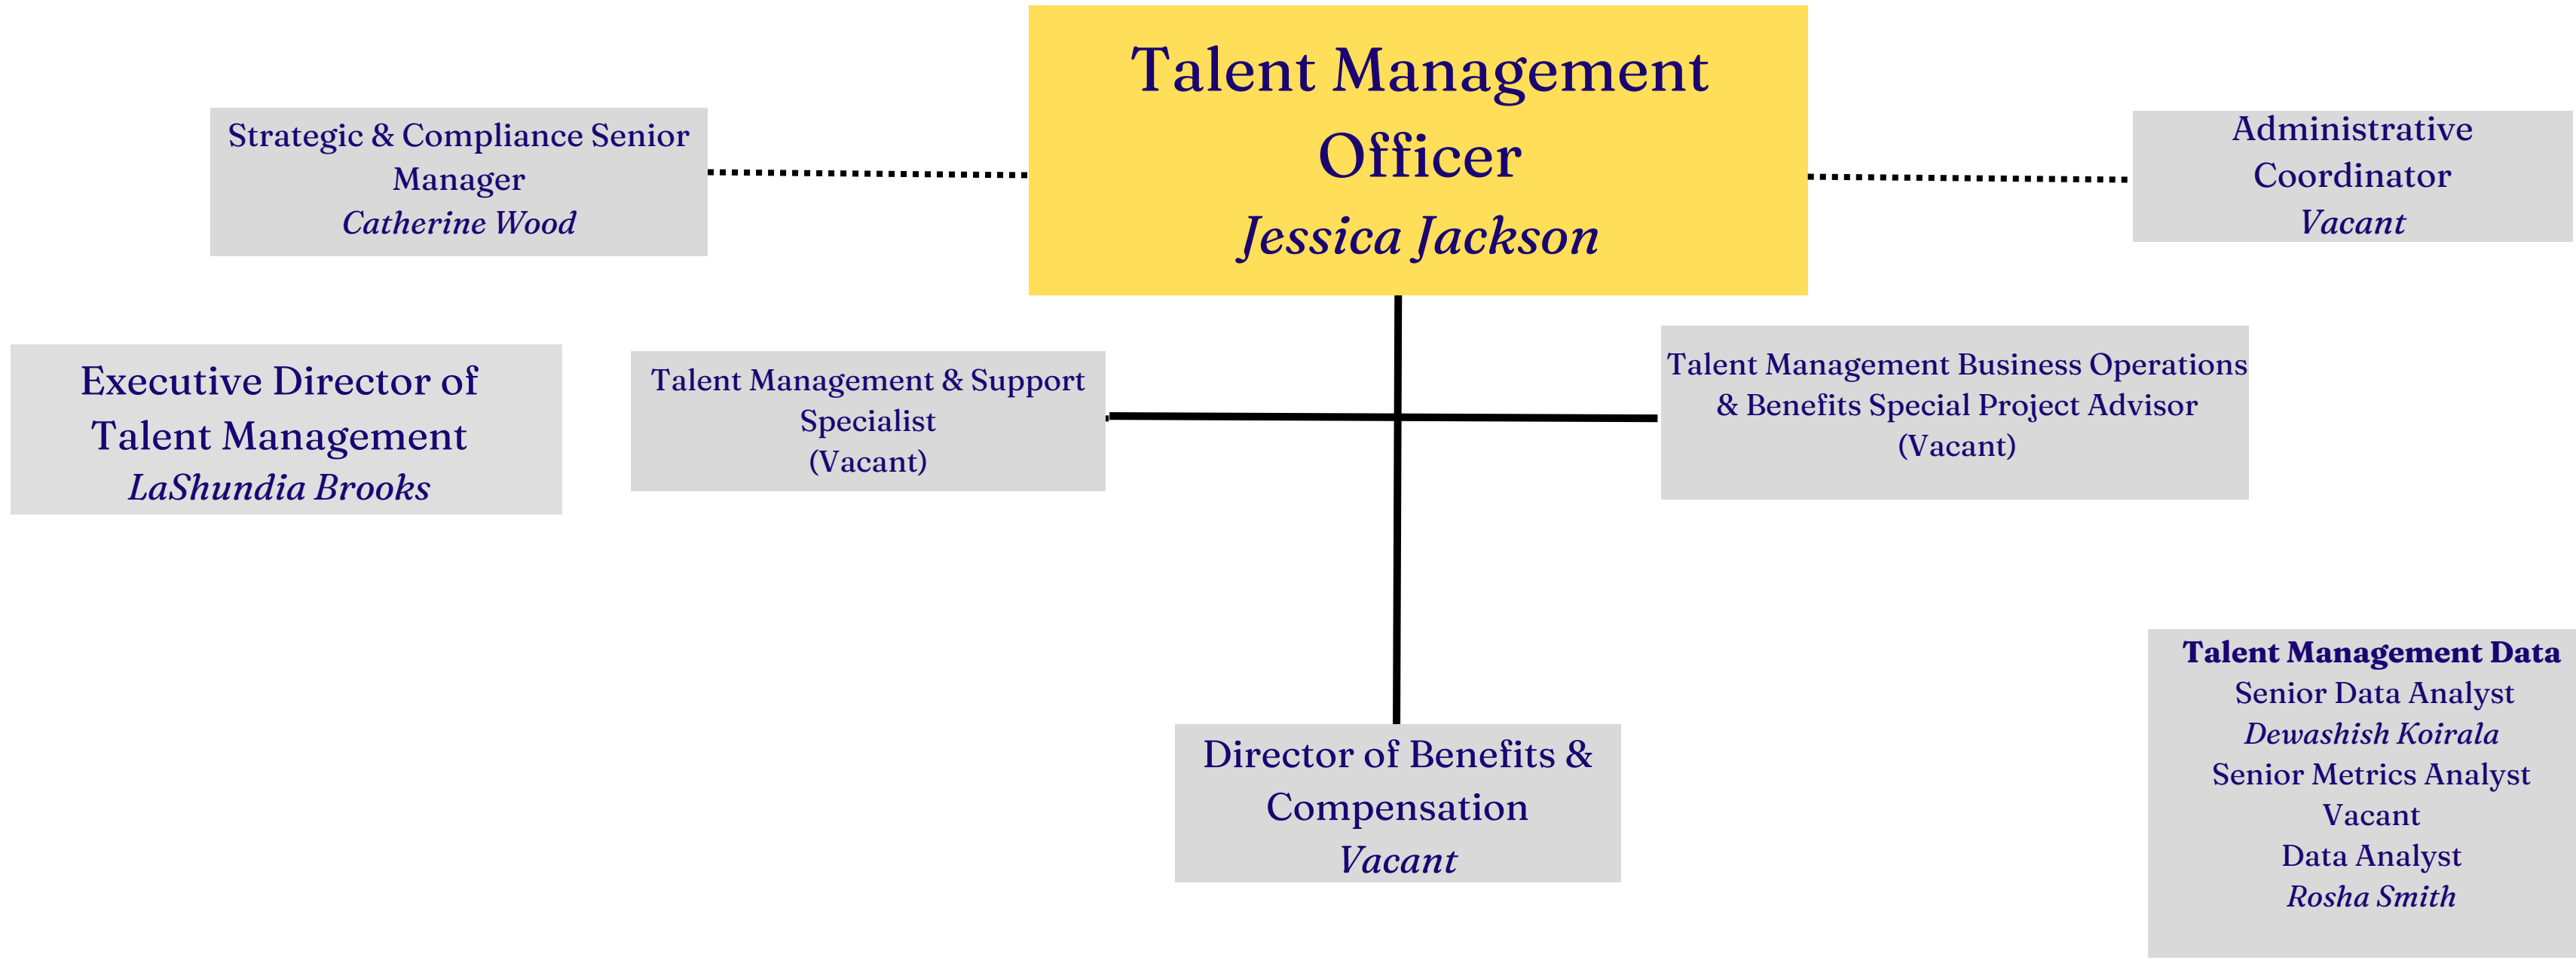 Talent Management
Officer
Jessica Jackson
Strategic & Compliance Senior
Manager
Catherine Wood
Administrative
Coordinator
Vacant
Executive Director of
Talent Management
LaShundia Brooks
Talent Management & Support
Specialist
(Vacant)
Talent Management Business Operations
& Benefits Special Project Advisor
(Vacant)
Director of Benefits &
Compensation
Vacant
Talent Management Data
Senior Data Analyst
Dewashish Koirala
Senior Metrics Analyst
Vacant
Data Analyst
Rosha Smith